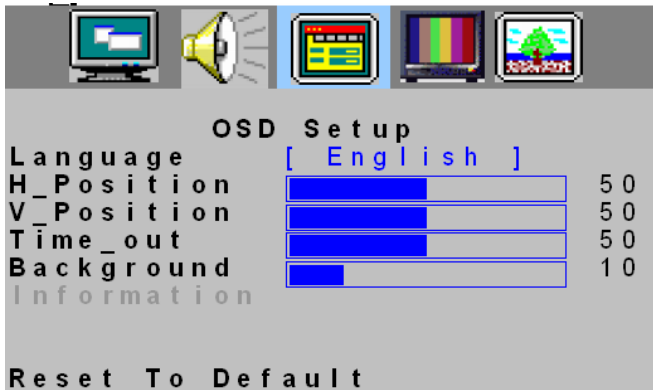 OSD Setup
Language [ English ]
H_Position 50
V_Position 50
Time_out 50
Background 10
Information
Reset To Default